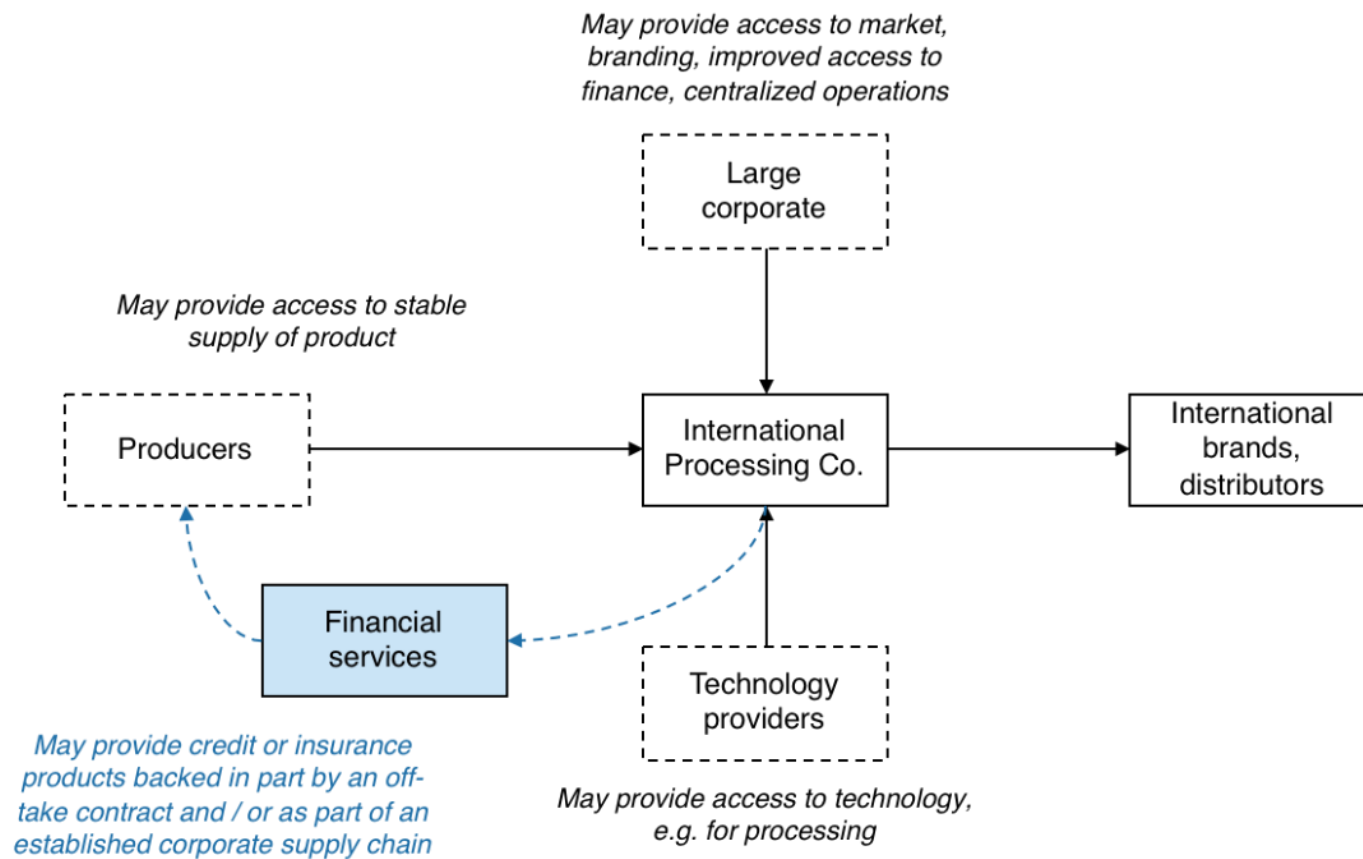 May provide access to market,
branding, improved access to
finance, centralized operations
Large
corporate
May provide access to stable
supply of product
Producers
International
Processing Co.
International
brands,
distributors
Financial
services
Technology
providers
May provide credit or insurance
products backed in part by an off-
take contract and / or as part of an
established corporate supply chain
May provide access to technology,
e.g. for processing